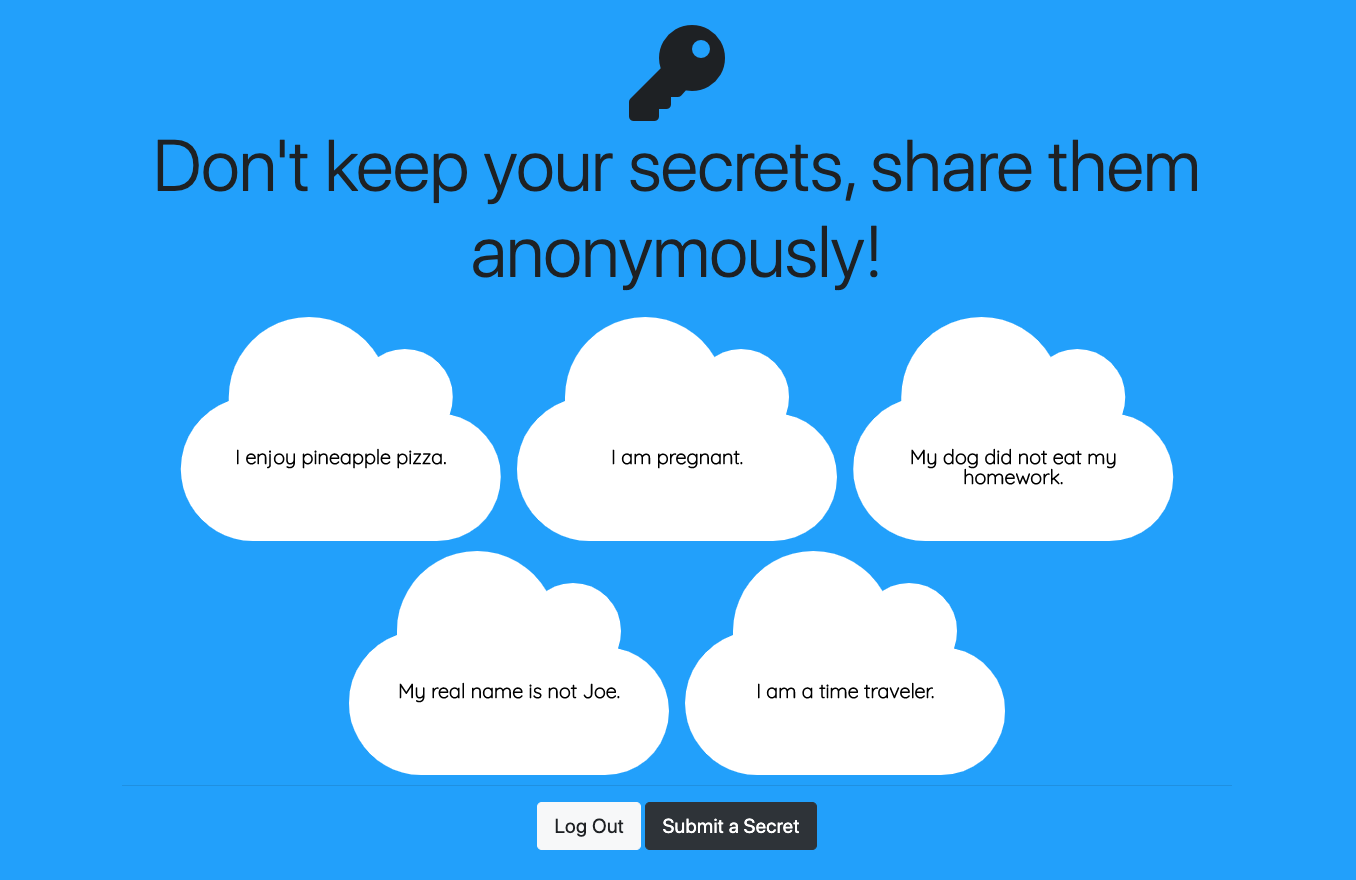 Don't keep your secrets, share them
anonymously!
I enjoy pineapple pizza.
I am pregnant.
My dog did not eat my
homework.
My real name is not Joe.
I am a time traveler.
Log Out
Submit a Secret